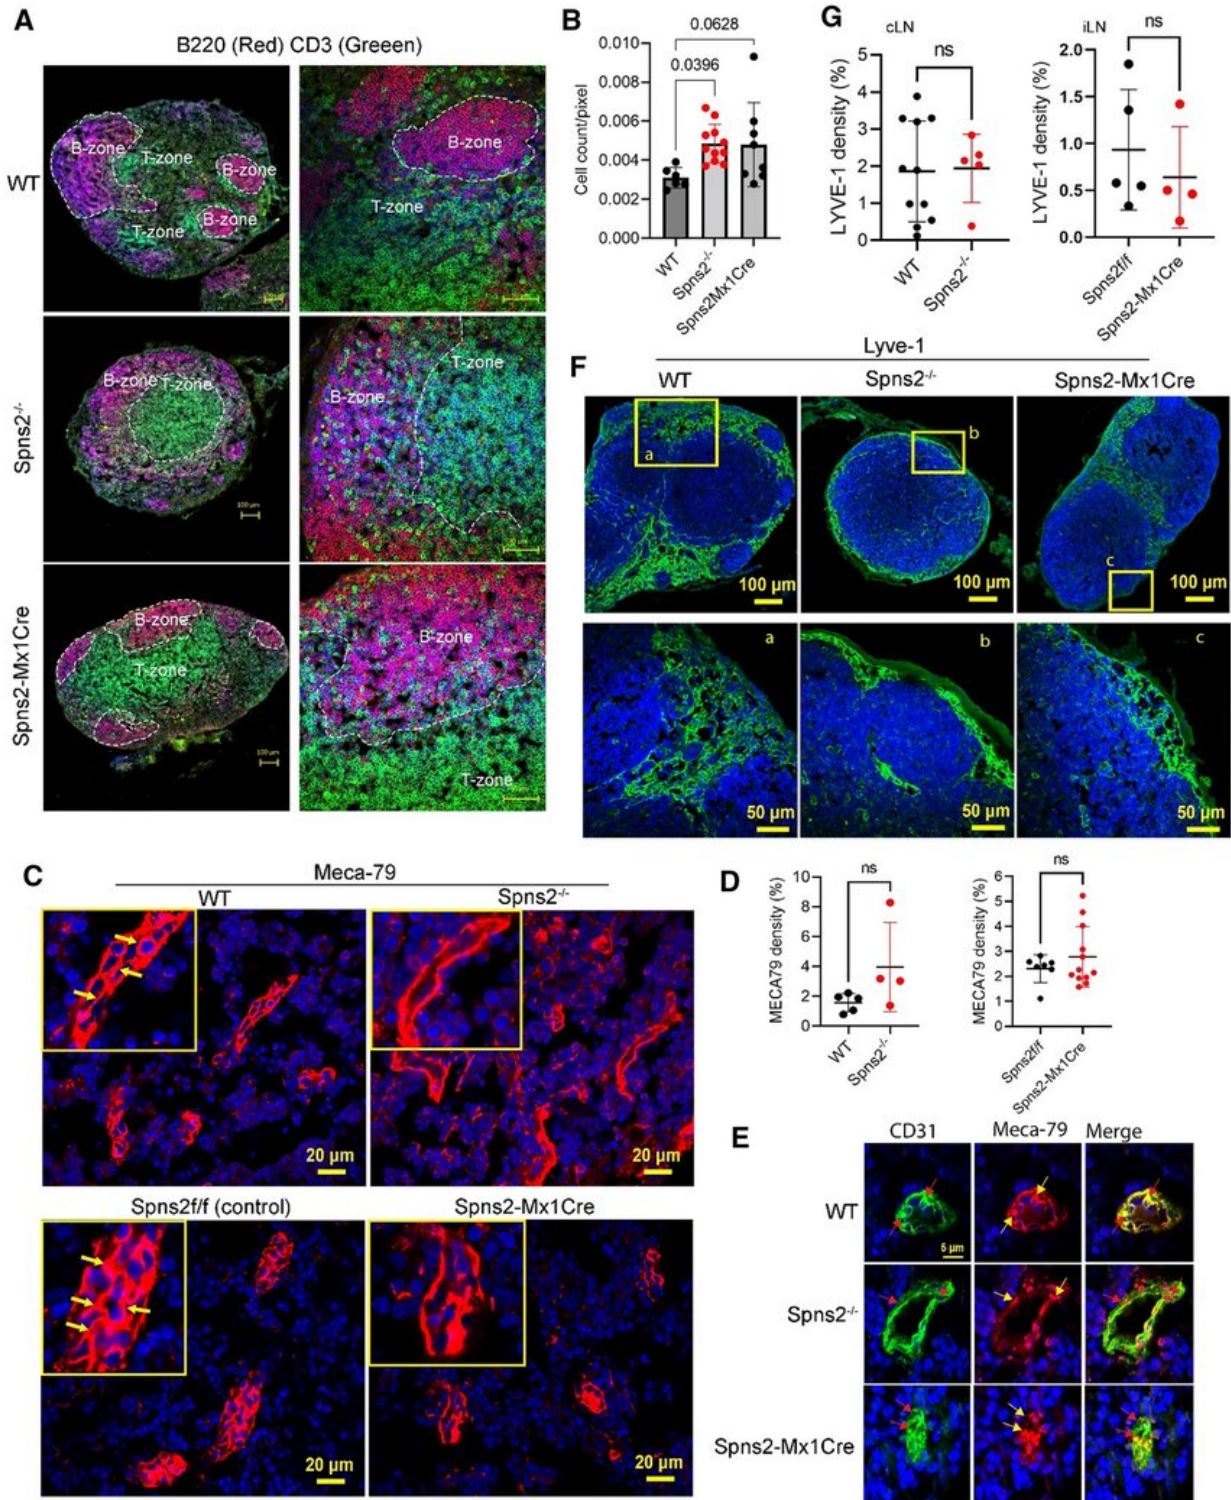 A
B220 (Red) CD3 (Greeen)
WT
B-zone
T-zone
B-zone
B-zone
T-zone
B-zone
T-zone
Spns2-/-
B-zone
T-zone
100 µm
T-zone
B-zone
Spns2-Mx1Cre
B-zone
T-zone
100 µm
B-zone
T-zone
B
0.0628
0.0396
Cell count/pixel
0.010
0.008
0.006
0.004
0.002
0.000
WT
Spns2-/-
Spns2Mx1Cre
G
cLN
ns
LYVE-1 density (%)
5
4
3
2
1
0
WT
Spns2-/-
iLN
ns
LYVE-1 density (%)
2.0
1.5
1.0
0.5
0.0
Spns2f/f
Spns2-Mx1Cre
F
Lyve-1
WT
Spns2-/-
Spns2-Mx1Cre
a
b
c
100 µm
100 µm
100 µm
a
b
c
50 µm
50 µm
50 µm
C
Meca-79
WT
Spns2-/-
20 µm
20 µm
Spns2f/f (control)
Spns2-Mx1Cre
20 µm
20 µm
D
ns
MECA79 density (%)
10
8
6
4
2
0
WT
Spns2-/-
ns
MECA79 density (%)
6
5
4
3
2
1
0
Spns2f/f
Spns2-Mx1Cre
E
CD31
Meca-79
Merge
WT
5 µm
Spns2-/-
Spns2-Mx1Cre